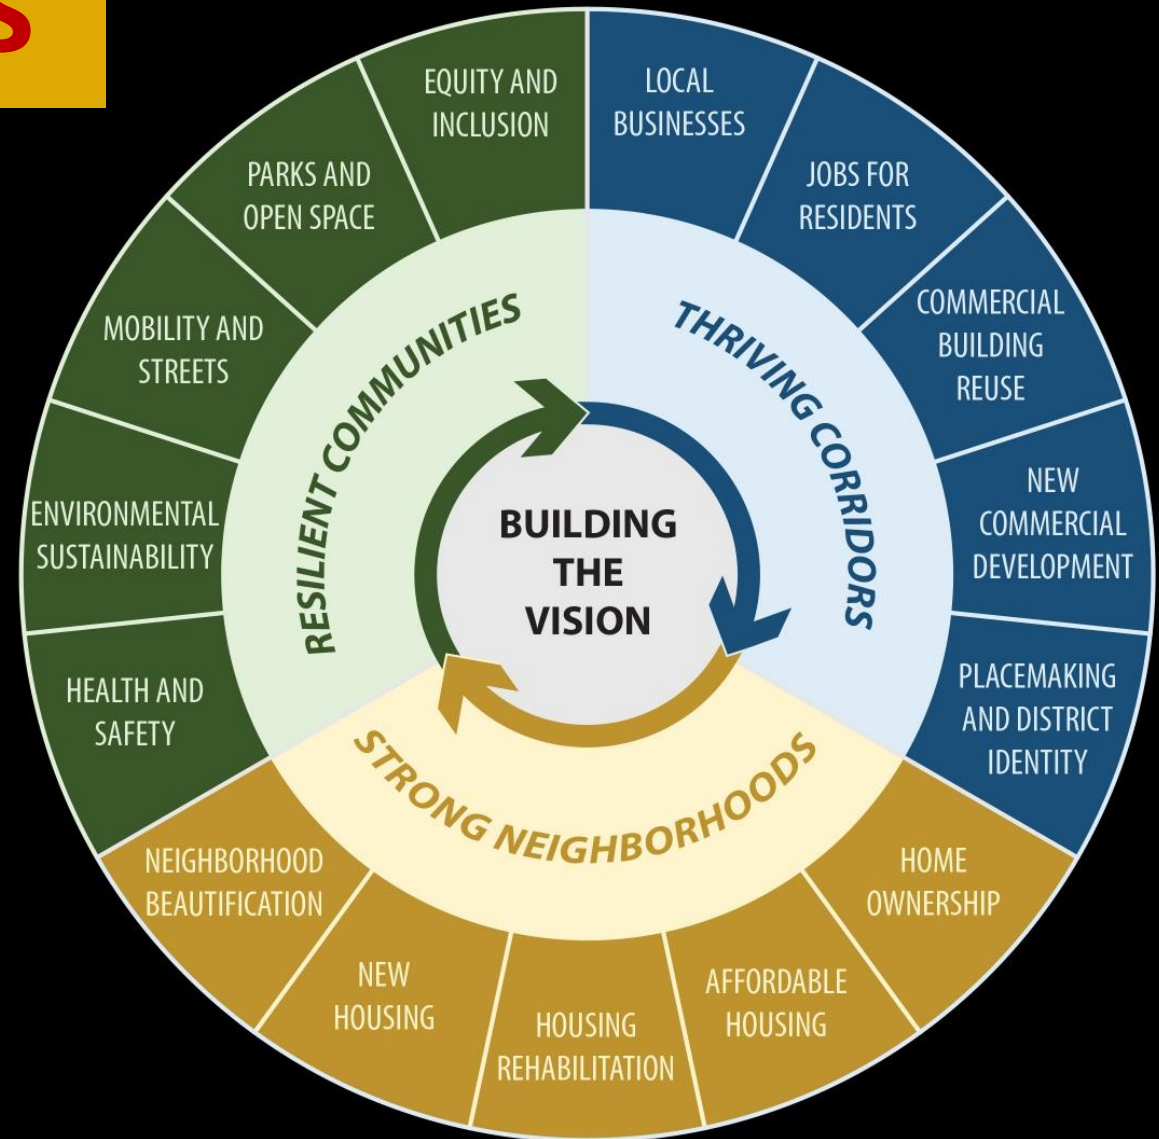 S
EQUITY AND
INCLUSION
LOCAL
BUSINESSES
JOBS FOR
RESIDENTS
COMMERCIAL
BUILDING
REUSE
NEW
COMMERCIAL
DEVELOPMENT
PLACEMAKING
AND DISTRICT
IDENTITY
HOME
OWNERSHIP
AFFORDABLE
HOUSING
HOUSING
REHABILITATION
NEW
HOUSING
NEIGHBORHOOD
BEAUTIFICATION
HEALTH AND
SAFETY
ENVIRONMENTAL
SUSTAINABILITY
MOBILITY AND
STREETS
PARKS AND
OPEN SPACE
RESILIENT COMMUNITIES
THRIVING CORRIDORS
STRONG NEIGHBORHOODS
BUILDING
THE
VISION